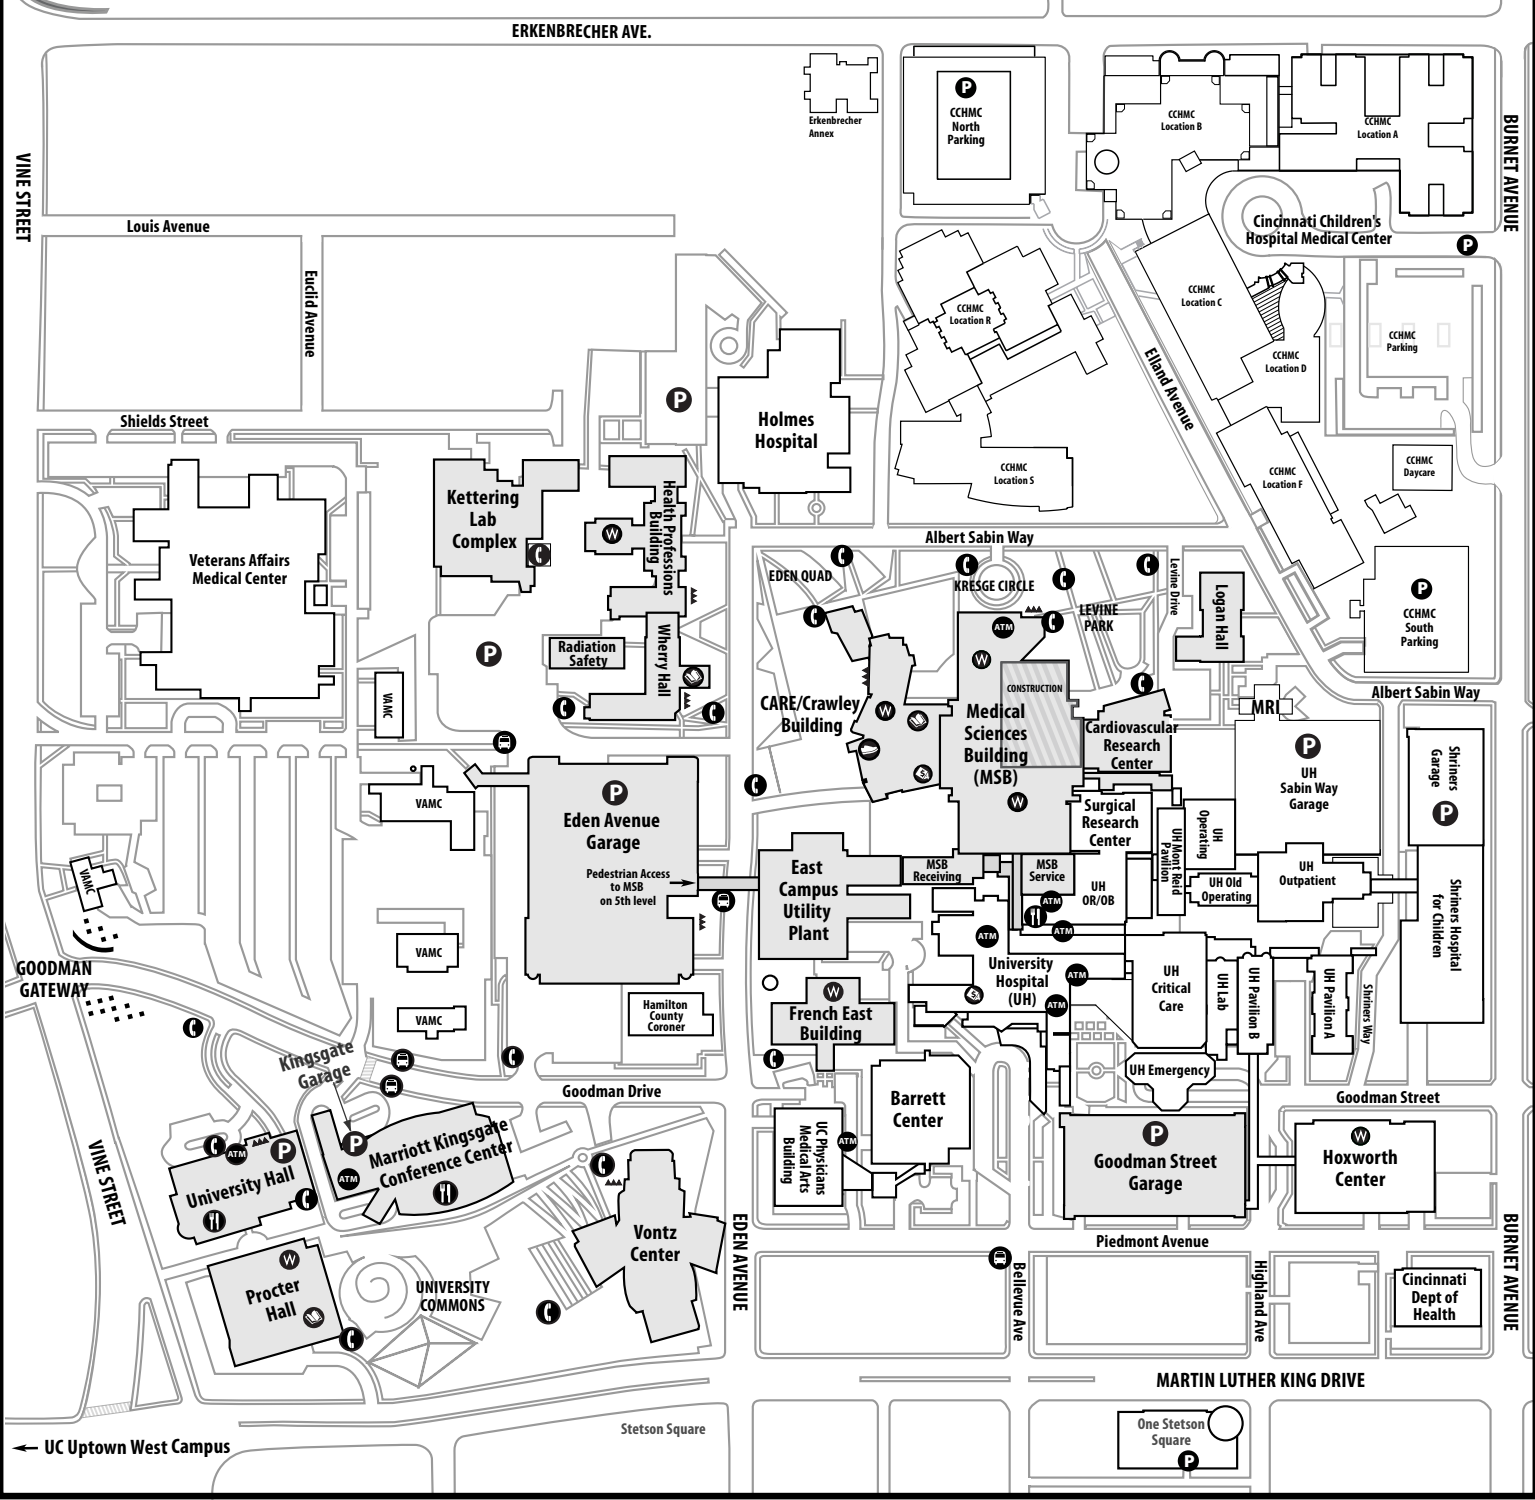 ERKENBRECHER AVE.
Erkenbrecher
Annex
P
CCHMC
North
Parking
CCHMC
Location B
CCHMC
Location A
BURNET AVENUE
VINE STREET
Louis Avenue
Euclid Avenue
Cincinnati Children's
Hospital Medical Center
P
CCHMC
Location R
CCHMC
Location C
CCHMC
Location D
CCHMC
Parking
Elland Avenue
P
Holmes
Hospital
Shields Street
CCHMC
Location S
CCHMC
Location F
CCHMC
Daycare
Veterans Affairs
Medical Center
Kettering
Lab
Complex
W
Health Professions
Building
Albert Sabin Way
EDEN QUAD
KRESGE CIRCLE
LEVINE
PARK
Levine Drive
Logan Hall
P
CCHMC
South
Parking
P
Radiation
Safety
Wherry Hall
VAMC
ATM
W
CONSTRUCTION
CARE/Crawley
Building
W
Medical
Sciences
Building
(MSB)
W
Cardiovascular
Research
Center
MRI
Albert Sabin Way
P
UH
Sabin Way
Garage
Shriners
Garage
P
VAMC
P
Eden Avenue
Garage
Pedestrian Access
to MSB
on 5th level
Surgical
Research
Center
UH
Operating
UH Mont Reid
Pavilion
VAMC
East
Campus
Utility
Plant
MSB
Receiving
MSB
Service
UH
OR/OB
UH Old
Operating
UH
Outpatient
Shriners Hospital
for Children
ATM
ATM
ATM
VAMC
GOODMAN
GATEWAY
University
Hospital
(UH)
ATM
ATM
UH
Critical
Care
UH Lab
UH Pavilion B
UH Pavilion A
Shriners Way
VAMC
Hamilton
County
Coroner
W
French East
Building
Kingsgate
Garage
UH Emergency
Goodman Drive
Goodman Street
Barrett
Center
UC Physicians
Medical Arts
Building
ATM
P
Goodman Street
Garage
W
Hoxworth
Center
VINE STREET
ATM
P
University Hall
P
ATM
Marriott Kingsgate
Conference Center
Vontz
Center
EDEN AVENUE
Piedmont Avenue
W
Procter
Hall
UNIVERSITY
COMMONS
Bellevue Ave
Highland Ave
Cincinnati
Dept of
Health
BURNET AVENUE
MARTIN LUTHER KING DRIVE
Stetson Square
One Stetson
Square
P
UC Uptown West Campus